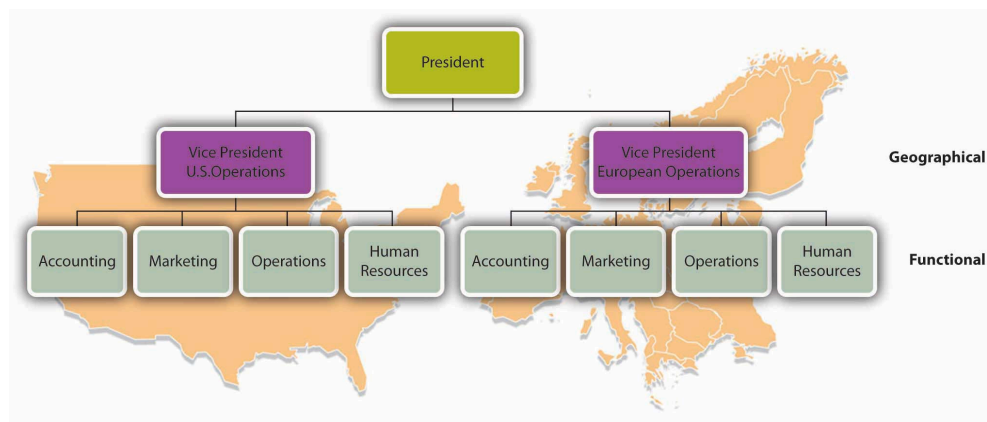 President
Vice President
U.S.Operations
Vice President
European Operations
Geographical
Accounting
Marketing
Operations
Human
Resources
Accounting
Marketing
Operations
Human
Resources
Functional